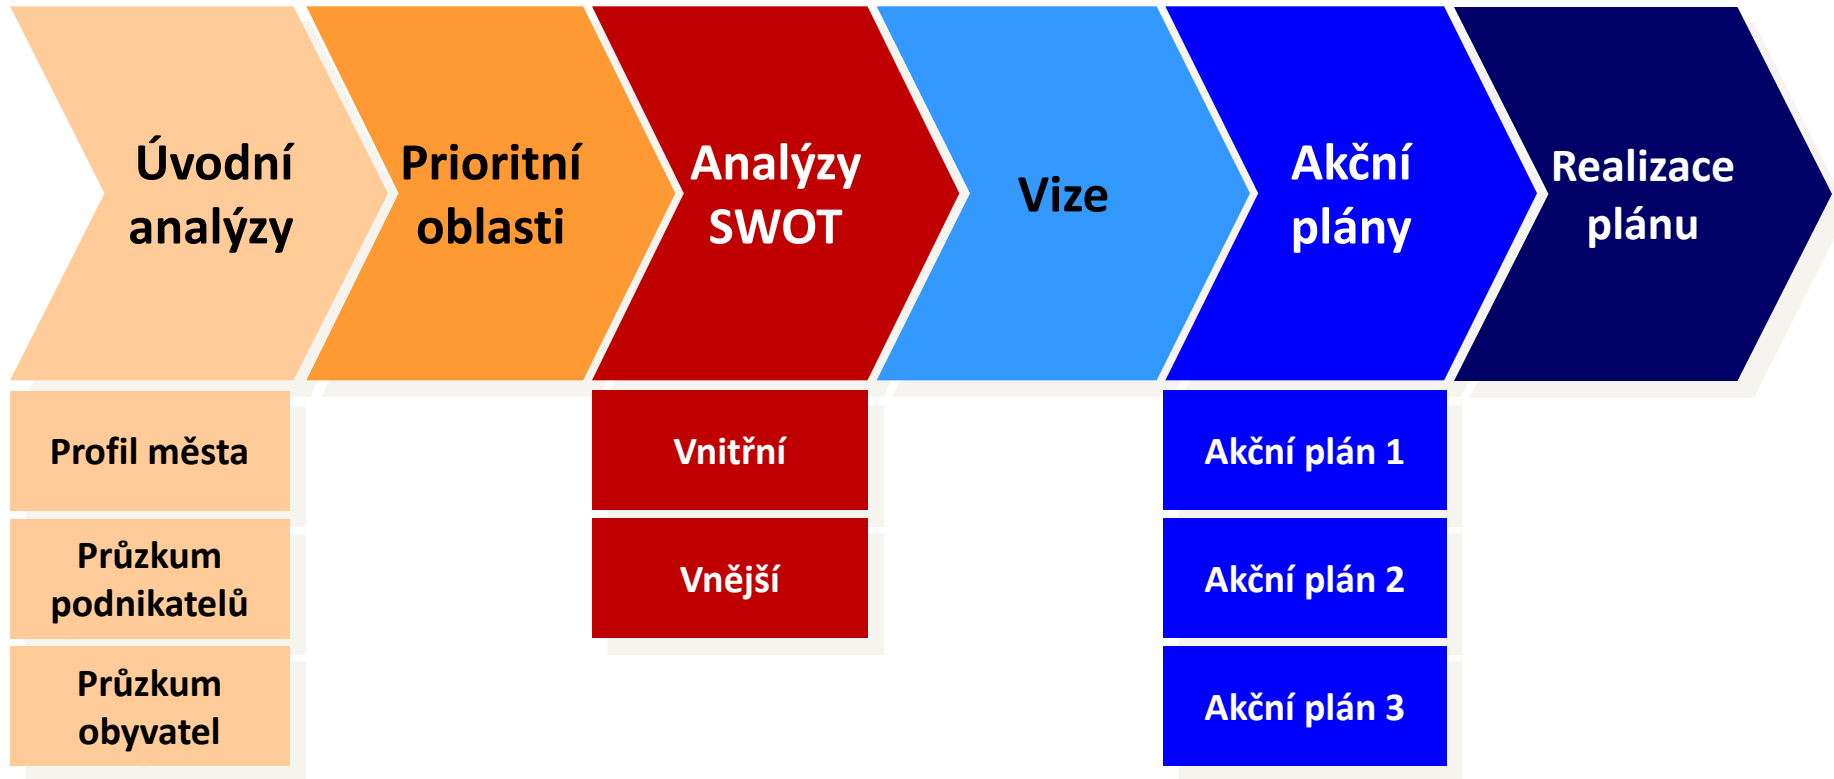 Úvodní
analýzy
Prioritní
oblasti
Analýzy
SWOT
Vize
Akční
plány
Realizace
plánu
Profil města
Průzkum
podnikatelů
Průzkum
obyvatel
Vnitřní
Vnější
Akční plán 1
Akční plán 2
Akční plán 3